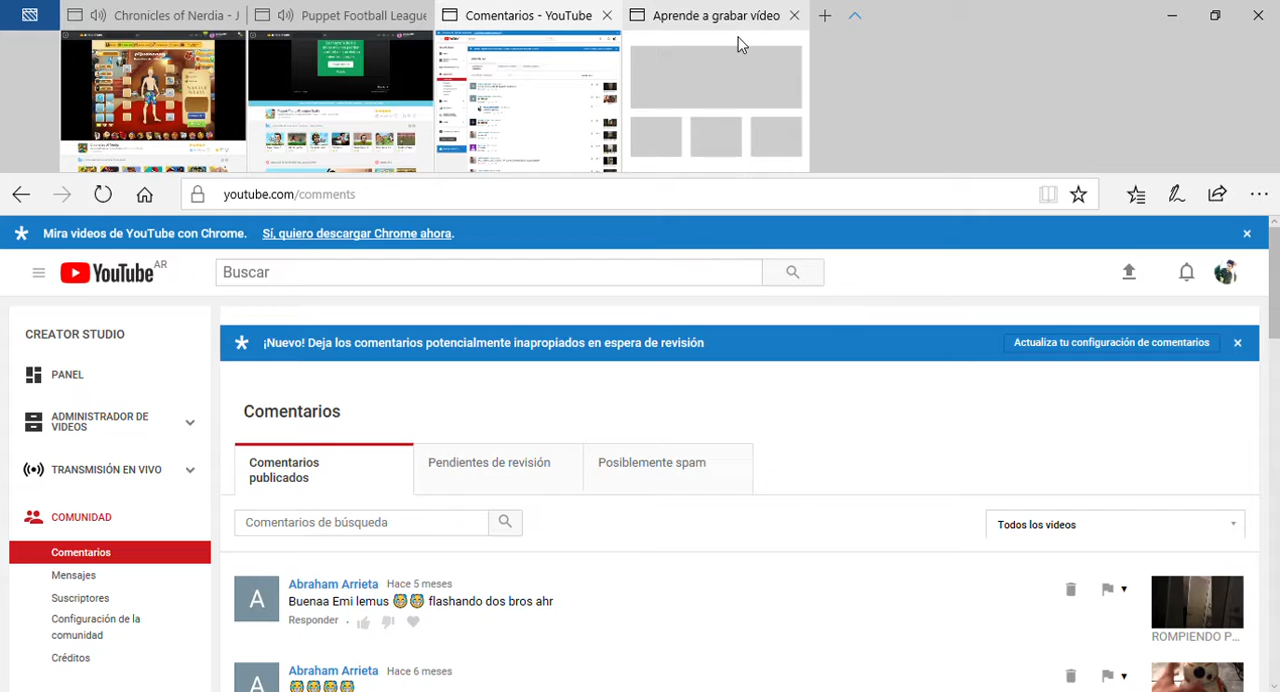 Chronicles of Nerdia - J
Puppet Football League
Comentarios - YouTube
Aprende a grabar vídeo
youtube.com/comments
Mira videos de YouTube con Chrome. Sí, quiero descargar Chrome ahora.
YouTube AR
Buscar
CREATOR STUDIO
¡Nuevo! Deja los comentarios potencialmente inapropiados en espera de revisión
Actualiza tu configuración de comentarios
PANEL
ADMINISTRADOR DE
VIDEOS
TRANSMISIÓN EN VIVO
COMUNIDAD
Comentarios
Mensajes
Suscriptores
Configuración de la
comunidad
Créditos
Comentarios
Comentarios
publicados
Pendientes de revisión
Posiblemente spam
Comentarios de búsqueda
Todos los videos
A
Abraham Arrieta Hace 5 meses
Buenaa Emi lemus flashando dos bros ahr
Responder
ROMPIENDO P...
A
Abraham Arrieta Hace 6 meses